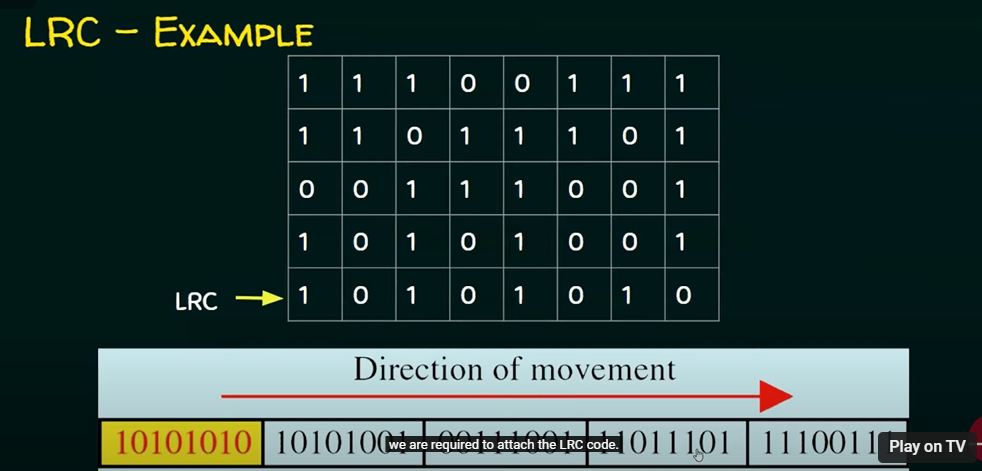 LRC – EXAMPLE
1 1 1 0 0 1 1 1
1 1 0 1 1 1 0 1
0 0 1 1 1 0 0 1
1 0 1 0 1 0 0 1
LRC 1 0 1 0 1 0 1 0
Direction of movement
10101010 10101001 11011101
we are required to attach the LRC code.
Play on TV